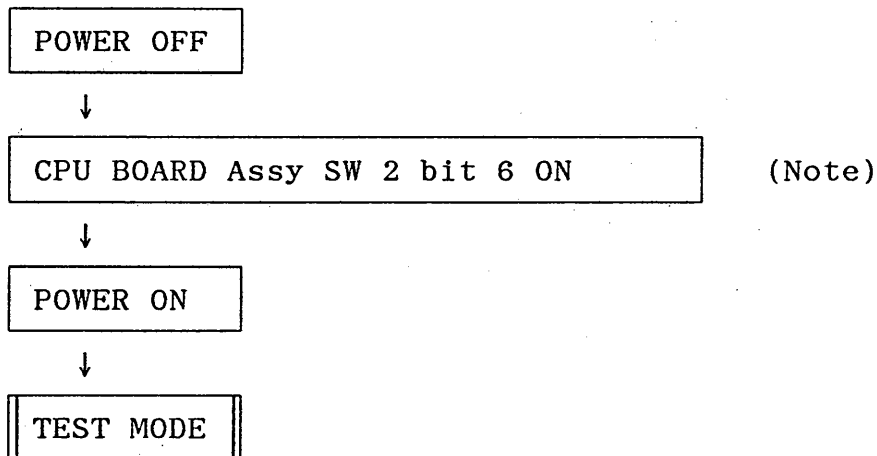 POWER OFF
↓
CPU BOARD Assy SW 2 bit 6 ON (Note)
↓
POWER ON
↓
TEST MODE